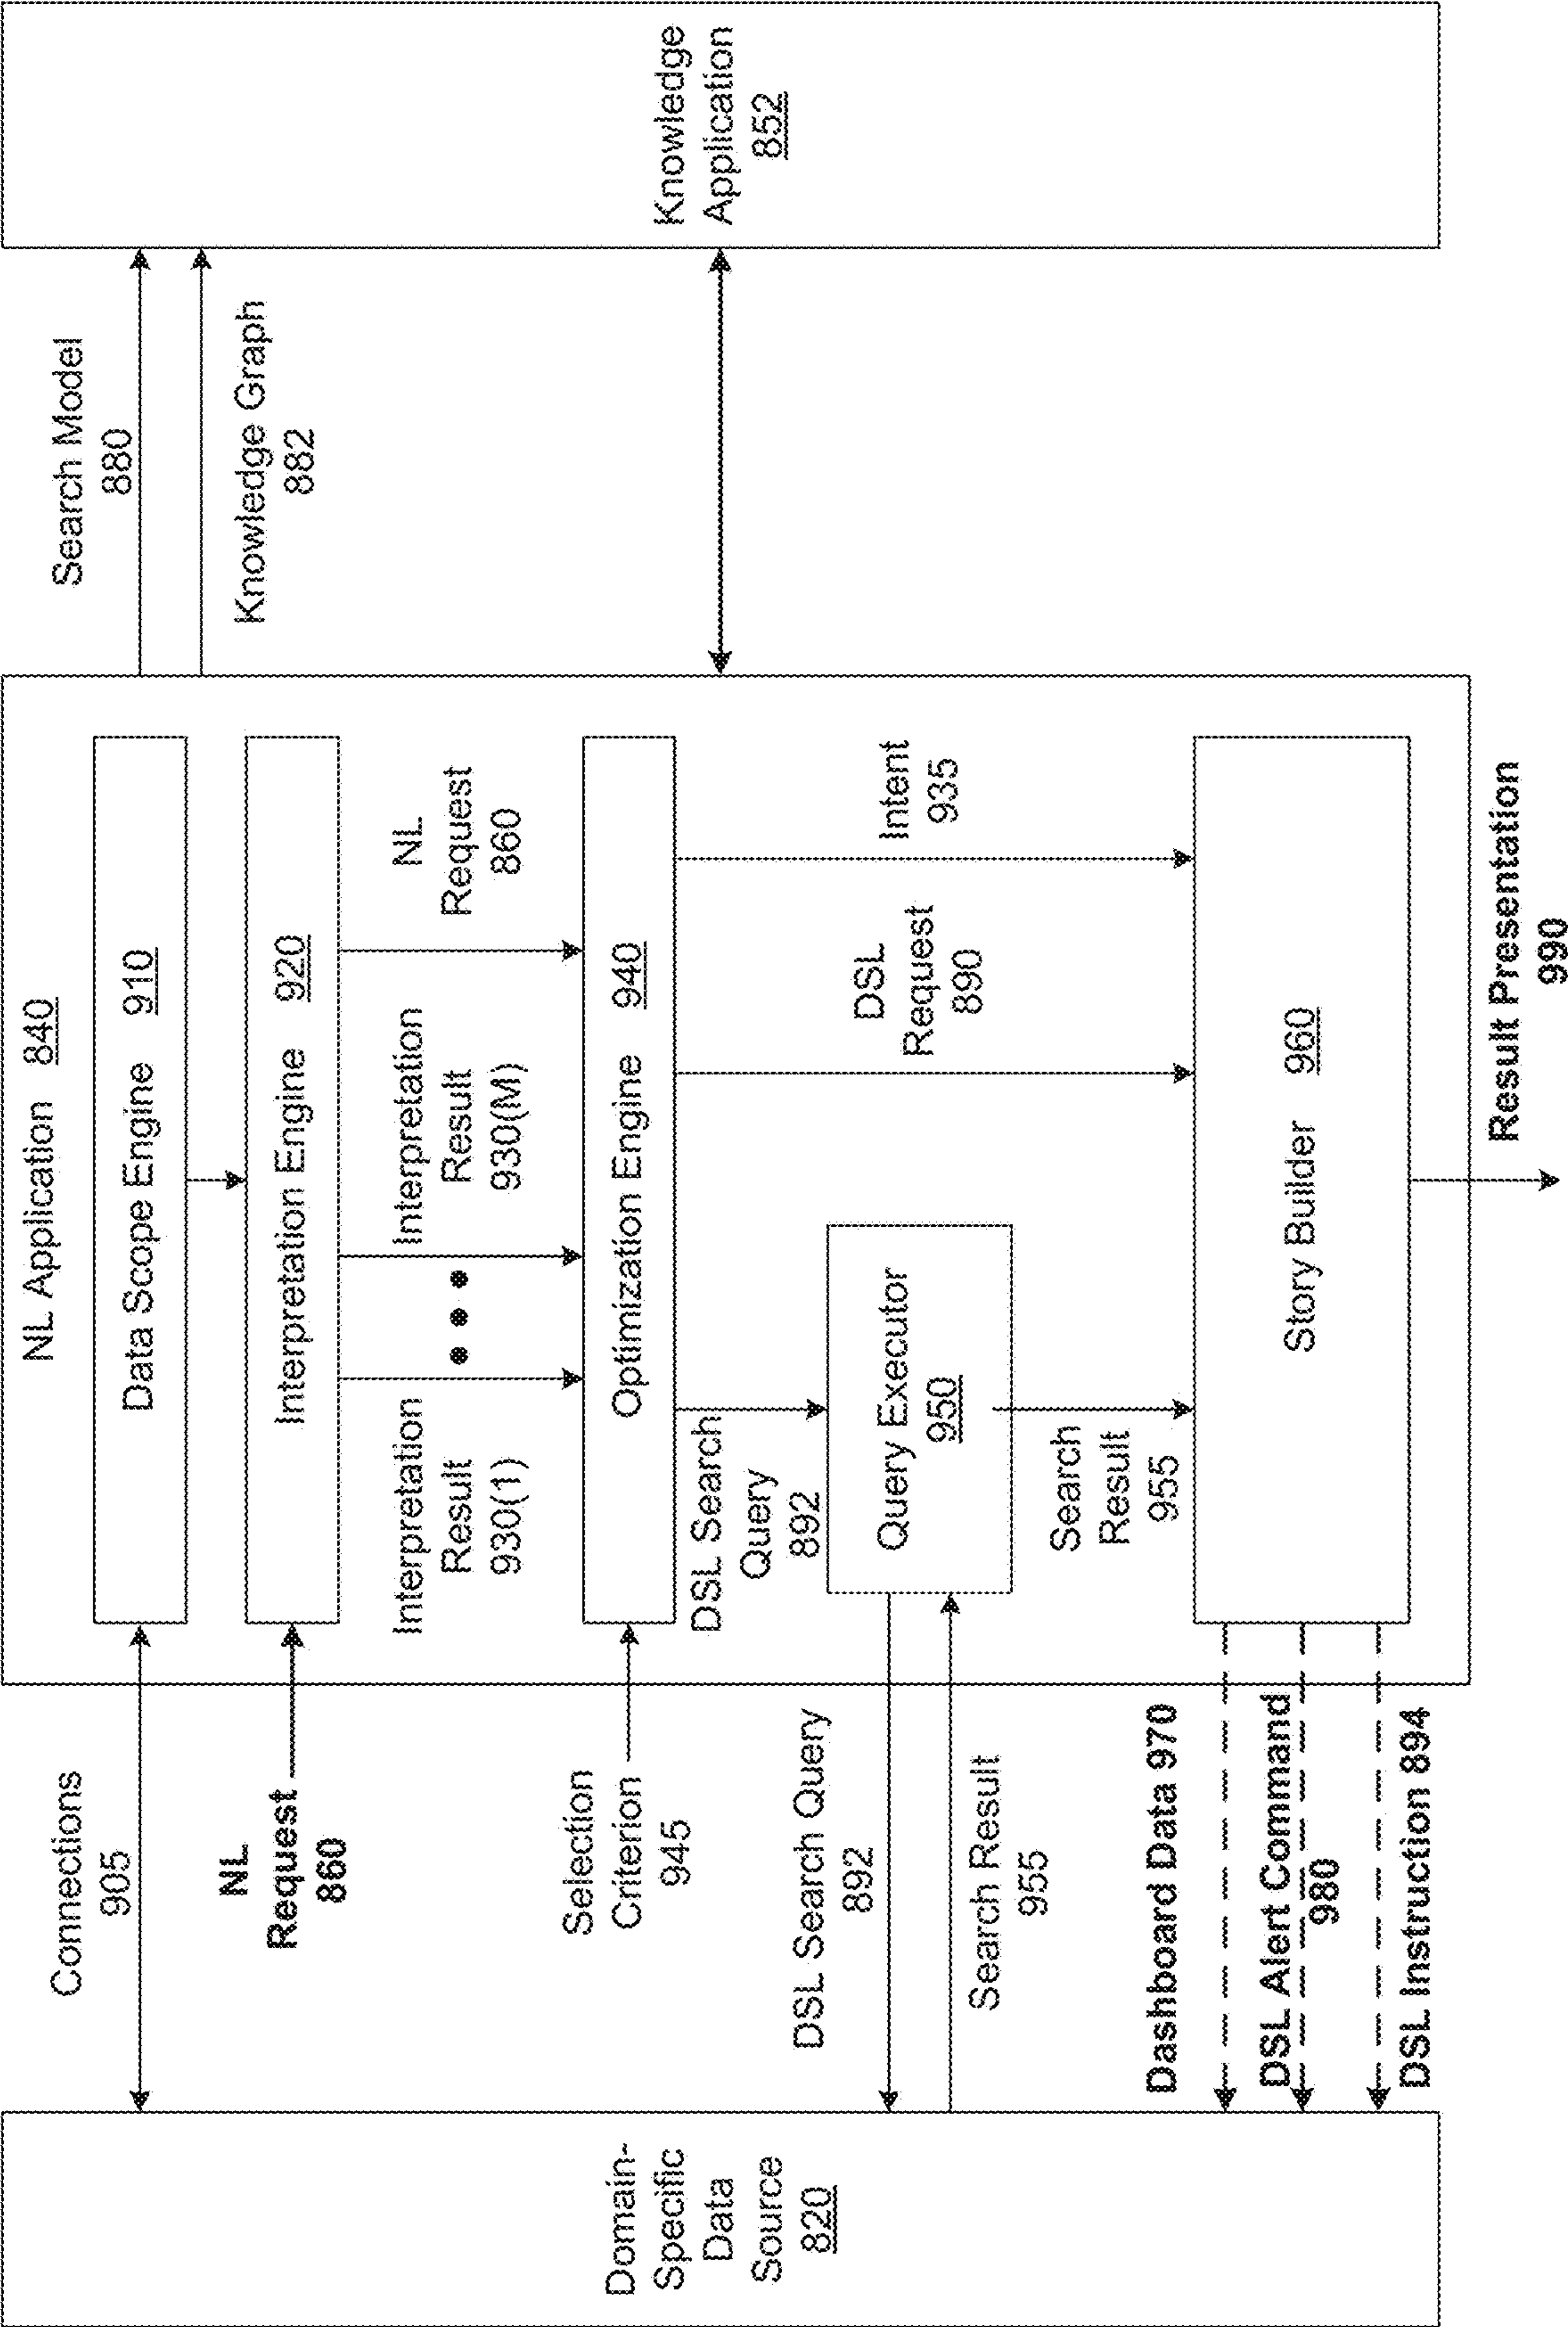 NL Application 840
Data Scope Engine 910
Interpretation Engine 920
Interpretation
Result
930(1)
Interpretation
Result
930(M)
NL
Request
860
Optimization Engine 940
DSL Search
Query
892
DSL
Request
890
Intent
935
Query Executor
950
Search
Result
955
Story Builder 960
Result Presentation
990
Domain-
Specific
Data
Source
820
Connections
905
NL
Request
860
Selection
Criterion
945
DSL Search Query
892
Search Result
955
Dashboard Data 970
DSL Alert Command
980
DSL Instruction 894
Search Model
880
Knowledge Graph
882
Knowledge
Application
852